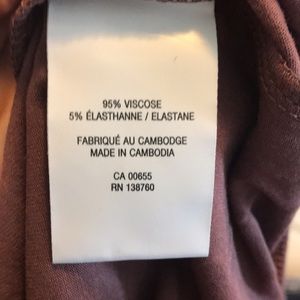 95% VISCOSE
5% ÉLASTHANNE / ELASTANE
FABRIQUÉ AU CAMBODGE
MADE IN CAMBODIA
CA 00655
RN 138760